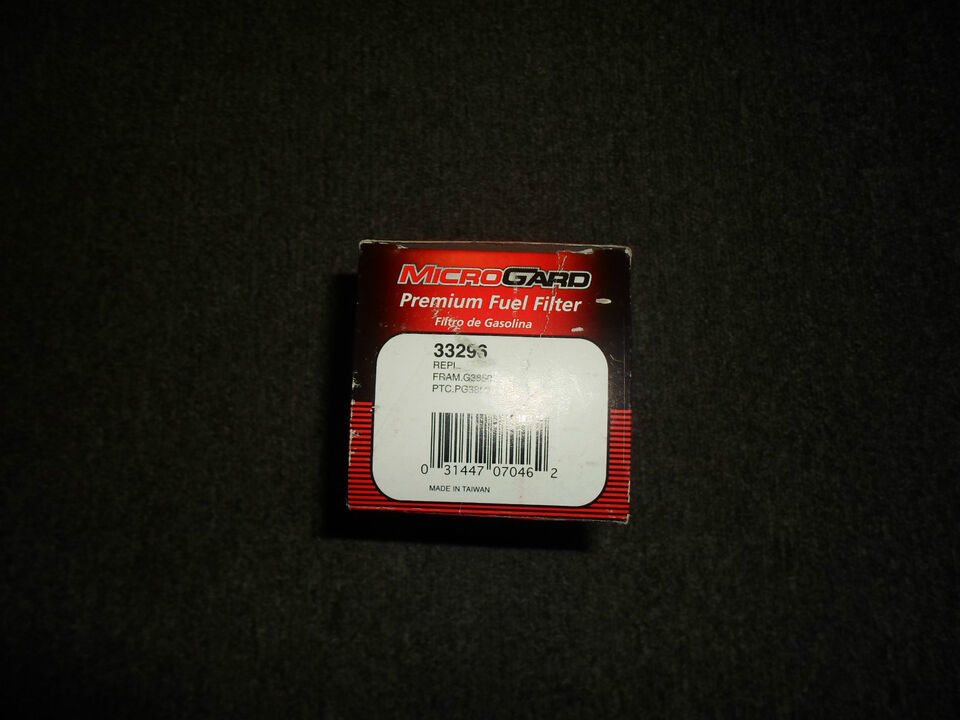 MICROGARD
Premium Fuel Filter
Filtro de Gasolina
33296
MADE IN TAIWAN
0 31447 07046 2